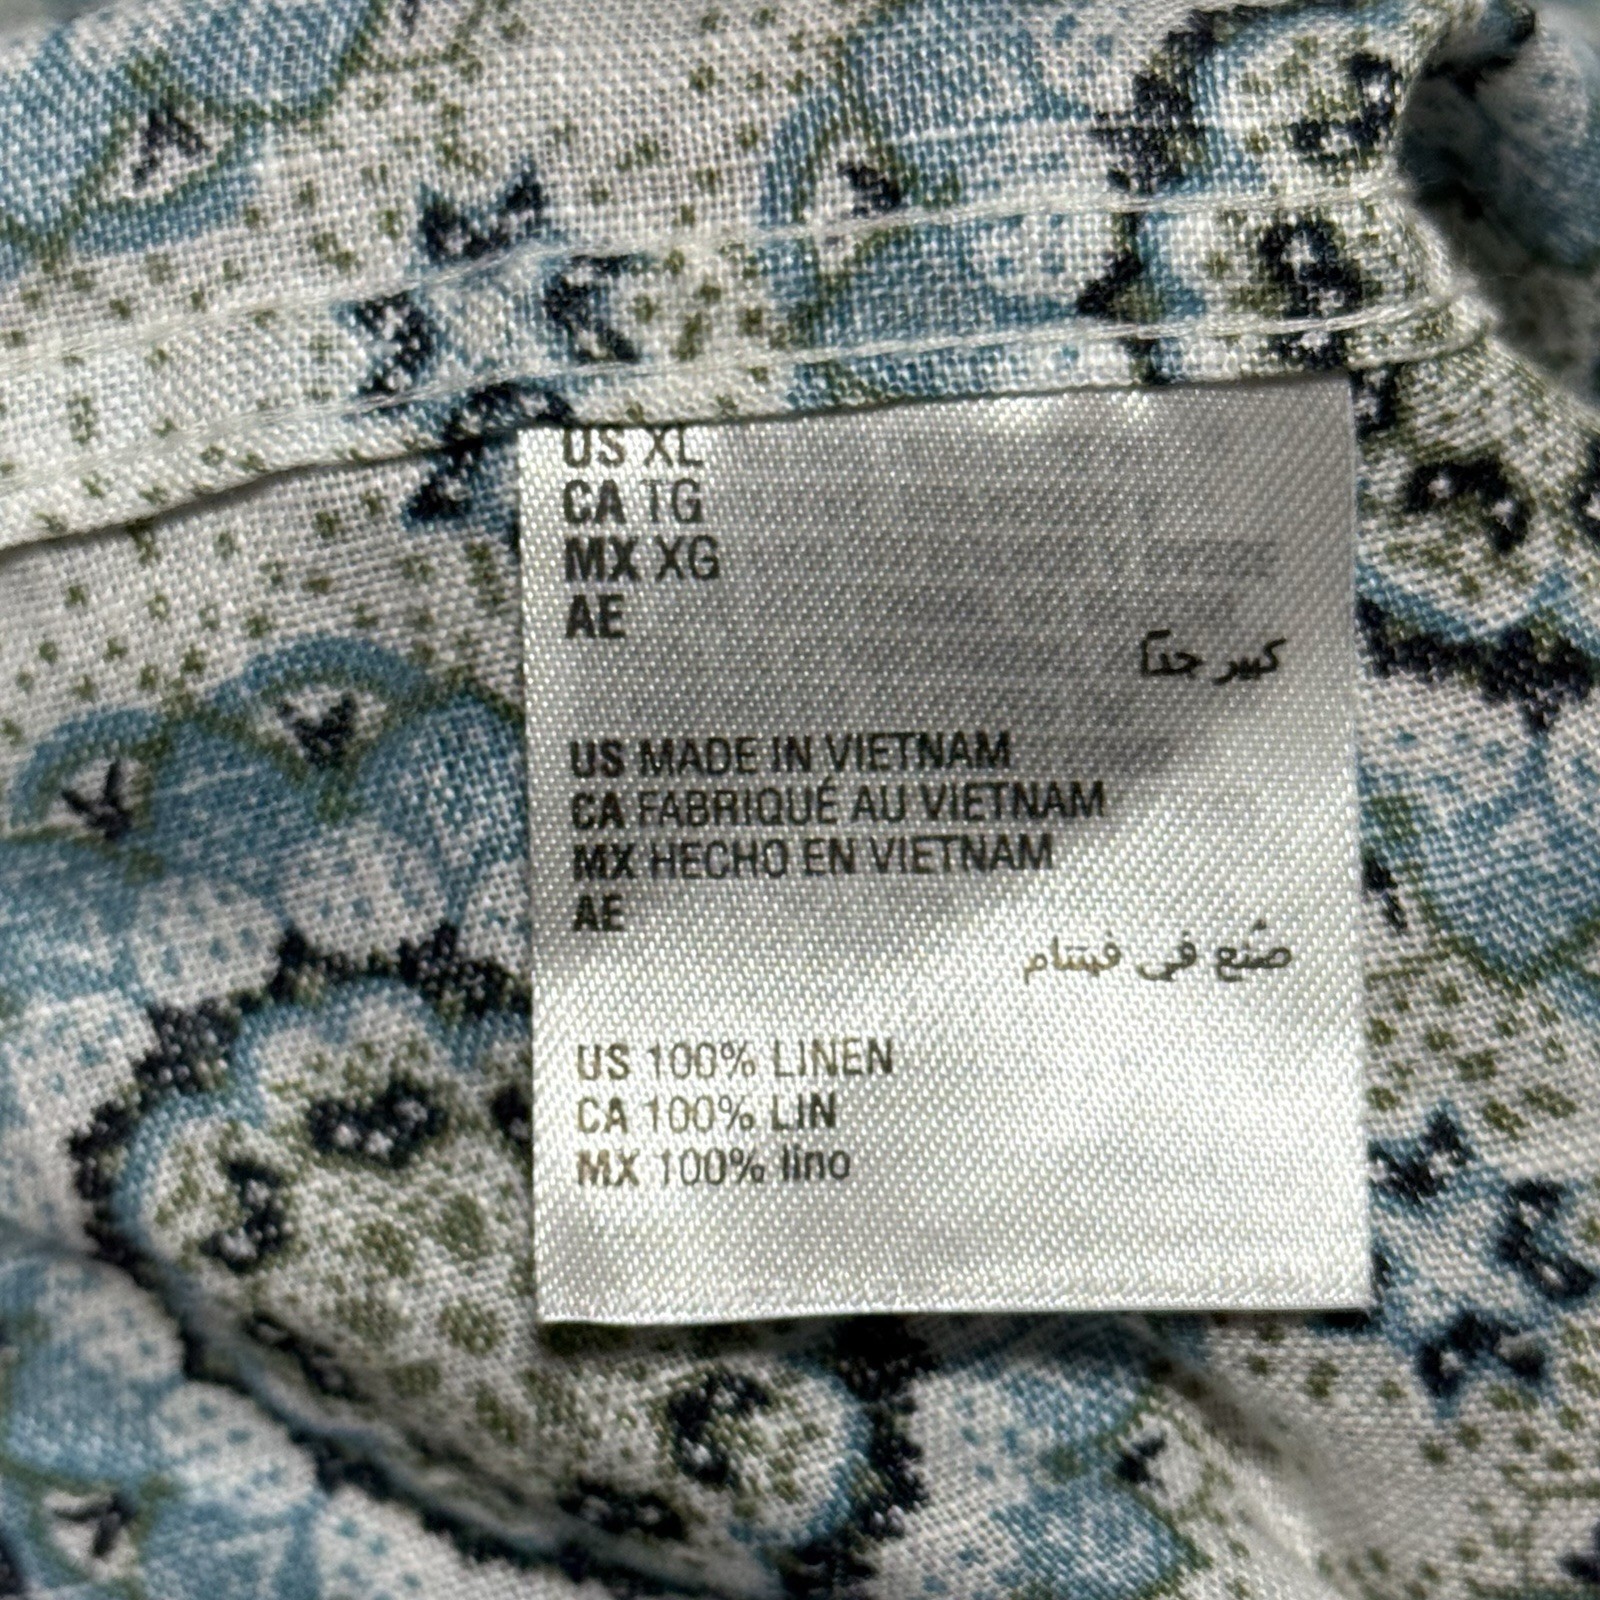 US XL
CA TG
MX XG
AE
كبير جداً
US MADE IN VIETNAM
CA FABRIQUÉ AU VIETNAM
MX HECHO EN VIETNAM
AE
صُنع في فيتنام
US 100% LINEN
CA 100% LIN
MX 100% lino